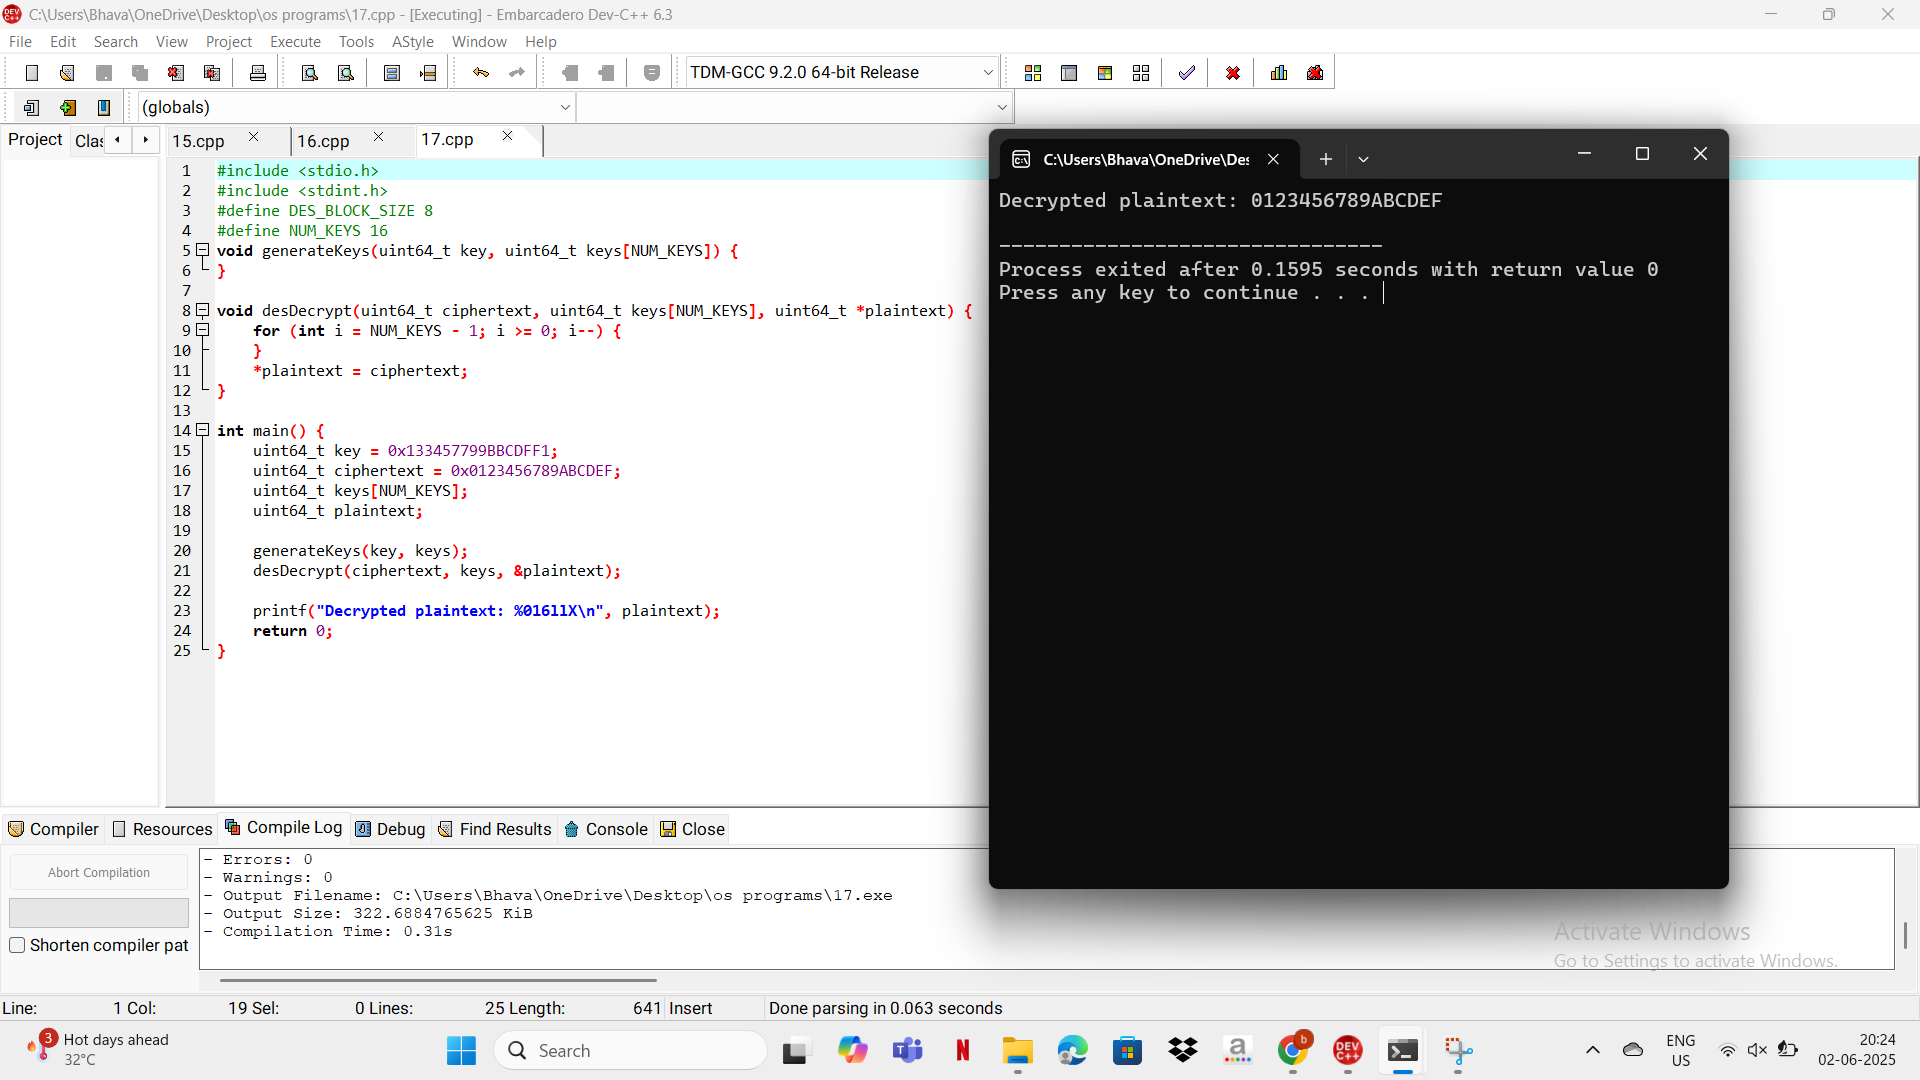 C:\Users\Bhava\OneDrive\Desktop\os programs\17.cpp - [Executing] - Embarcadero Dev-C++ 6.3
File Edit Search View Project Execute Tools AStyle Window Help
TDM-GCC 9.2.0 64-bit Release
(globals)
Project Clas 15.cpp 16.cpp 17.cpp
1 #include <stdio.h>
2 #include <stdint.h>
3 #define DES_BLOCK_SIZE 8
4 #define NUM_KEYS 16
5 void generateKeys(uint64_t key, uint64_t keys[NUM_KEYS]) {
6 }
7
8 void desDecrypt(uint64_t ciphertext, uint64_t keys[NUM_KEYS], uint64_t *plaintext) {
9     for (int i = NUM_KEYS - 1; i >= 0; i--) {
10     }
11     *plaintext = ciphertext;
12 }
13
14 int main() {
15     uint64_t key = 0x133457799BBCDFF1;
16     uint64_t ciphertext = 0x0123456789ABCDEF;
17     uint64_t keys[NUM_KEYS];
18     uint64_t plaintext;
19
20     generateKeys(key, keys);
21     desDecrypt(ciphertext, keys, &plaintext);
22
23     printf("Decrypted plaintext: %016llX\n", plaintext);
24     return 0;
25 }
C:\Users\Bhava\OneDrive\Des
Decrypted plaintext: 0123456789ABCDEF
--------------------------------
Process exited after 0.1595 seconds with return value 0
Press any key to continue . . .
Compiler Resources Compile Log Debug Find Results Console Close
Abort Compilation
Shorten compiler pat
- Errors: 0
- Warnings: 0
- Output Filename: C:\Users\Bhava\OneDrive\Desktop\os programs\17.exe
- Output Size: 322.6884765625 KiB
- Compilation Time: 0.31s
Activate Windows
Go to Settings to activate Windows.
Line: 1 Col: 19 Sel: 0 Lines: 25 Length: 641 Insert Done parsing in 0.063 seconds
3 Hot days ahead
32°C
Search
ENG
US
20:24
02-06-2025